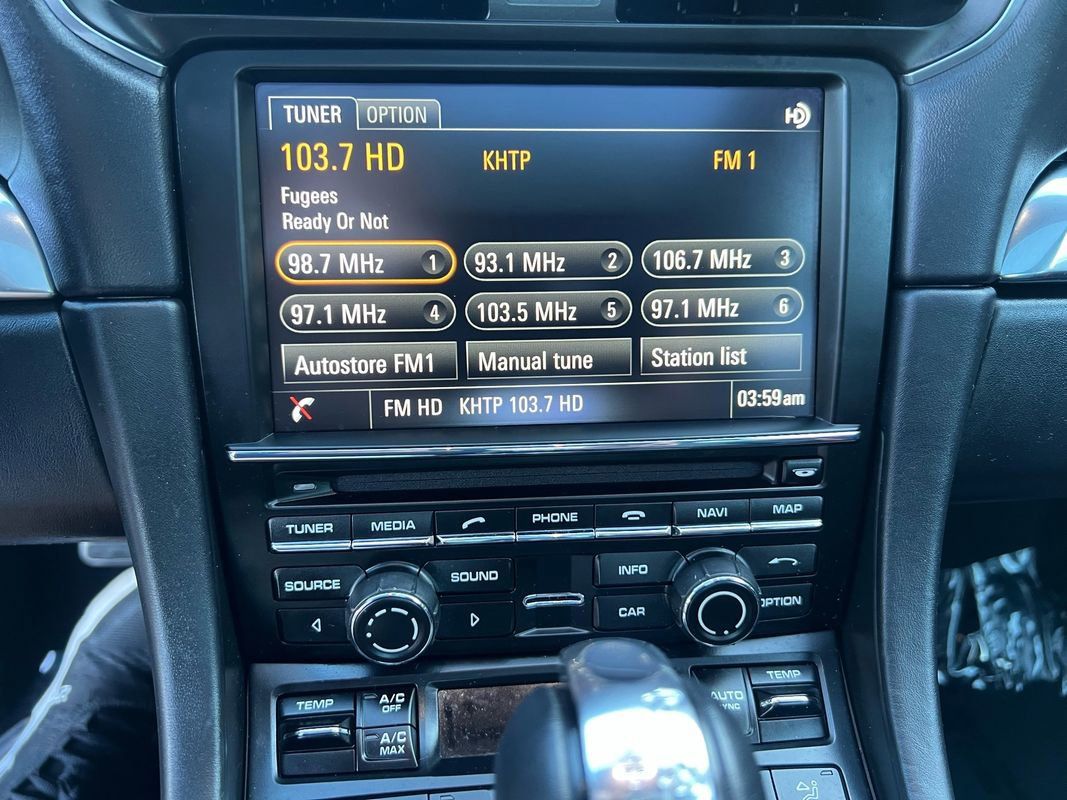 TUNER OPTION HD
103.7 HD KHTP FM 1
Fugees
Ready Or Not
98.7 MHz 1 93.1 MHz 2 106.7 MHz 3
97.1 MHz 4 103.5 MHz 5 97.1 MHz 6
Autostore FM1 Manual tune Station list
FM HD KHTP 103.7 HD 03:59am
TUNER MEDIA PHONE NAVI MAP
SOURCE SOUND INFO
CAR OPTION
TEMP A/C OFF AUTO TEMP
A/C MAX